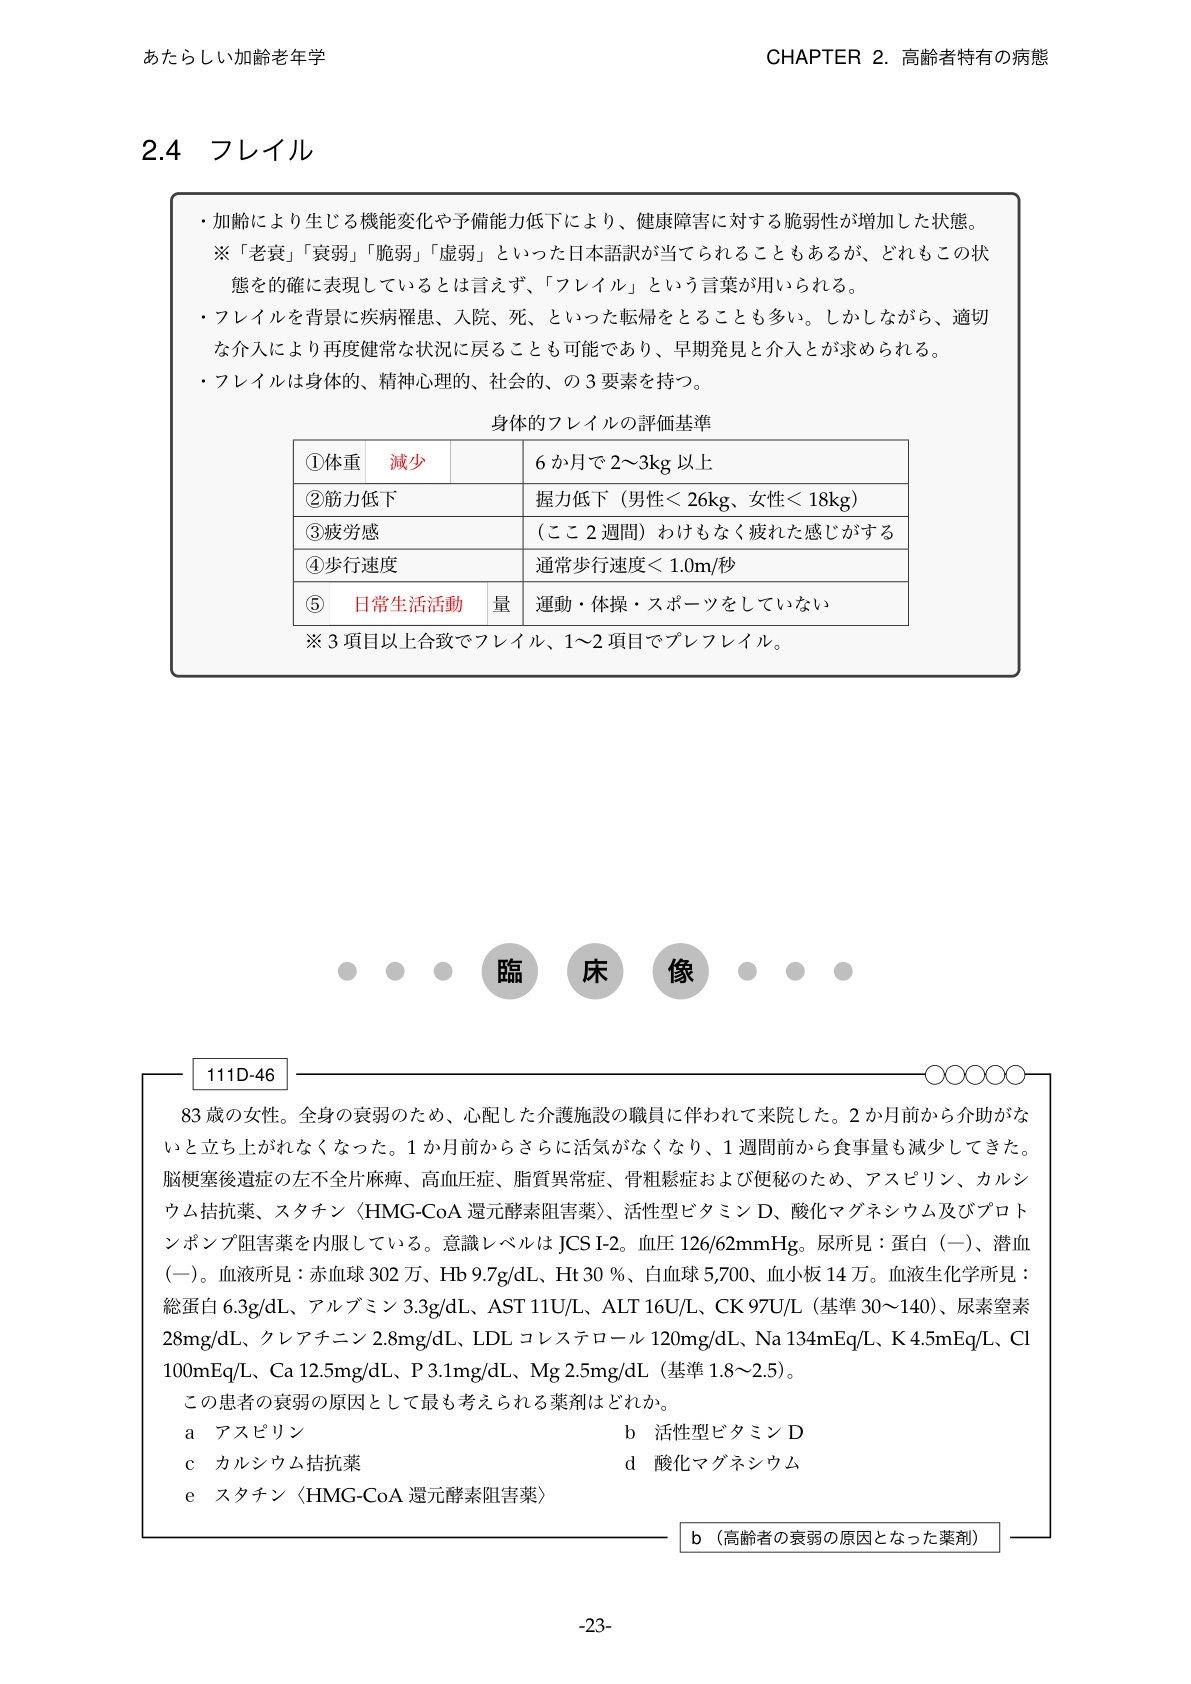 あたらしい加齢老年学 CHAPTER 2. 高齢者特有の病態
2.4 フレイル
・加齢により生じる機能変化や予備能力低下により、健康障害に対する脆弱性が増加した状態。
※「老衰」「衰弱」「脆弱」「虚弱」といった日本語訳が当てられることもあるが、どれもこの状
態を的確に表現しているとは言えず、「フレイル」という言葉が用いられる。
・フレイルを背景に疾病罹患、入院、死、といった転帰をとることも多い。しかしながら、適切
な介入により再度健常な状況に戻ることも可能であり、早期発見と介入とが求められる。
・フレイルは身体的、精神心理的、社会的、の 3 要素を持つ。
身体的フレイルの評価基準
①体重 減少 6 か月で 2〜3kg 以上
②筋力低下 握力低下（男性＜ 26kg、女性＜ 18kg）
③疲労感 （ここ 2 週間）わけもなく疲れた感じがする
④歩行速度 通常歩行速度＜ 1.0m/秒
⑤ 日常生活活動 量 運動・体操・スポーツをしていない
※ 3 項目以上合致でフレイル、1〜2 項目でプレフレイル。
臨 床 像
111D-46 ○○○○○
83 歳の女性。全身の衰弱のため、心配した介護施設の職員に伴われて来院した。2 か月前から介助がな
いと立ち上がれなくなった。1 か月前からさらに活気がなくなり、1 週間前から食事量も減少してきた。
脳梗塞後遺症の左不全片麻痺、高血圧症、脂質異常症、骨粗鬆症および便秘のため、アスピリン、カルシ
ウム拮抗薬、スタチン〈HMG-CoA 還元酵素阻害薬〉、活性型ビタミン D、酸化マグネシウム及びプロト
ンポンプ阻害薬を内服している。意識レベルは JCS I-2。血圧 126/62mmHg。尿所見：蛋白（―）、潜血
（―）。血液所見：赤血球 302 万、Hb 9.7g/dL、Ht 30 %、白血球 5,700、血小板 14 万。血液生化学所見：
総蛋白 6.3g/dL、アルブミン 3.3g/dL、AST 11U/L、ALT 16U/L、CK 97U/L（基準 30〜140）、尿素窒素
28mg/dL、クレアチニン 2.8mg/dL、LDL コレステロール 120mg/dL、Na 134mEq/L、K 4.5mEq/L、Cl
100mEq/L、Ca 12.5mg/dL、P 3.1mg/dL、Mg 2.5mg/dL（基準 1.8〜2.5）。
この患者の衰弱の原因として最も考えられる薬剤はどれか。
a アスピリン b 活性型ビタミン D
c カルシウム拮抗薬 d 酸化マグネシウム
e スタチン〈HMG-CoA 還元酵素阻害薬〉
b （高齢者の衰弱の原因となった薬剤）
-23-